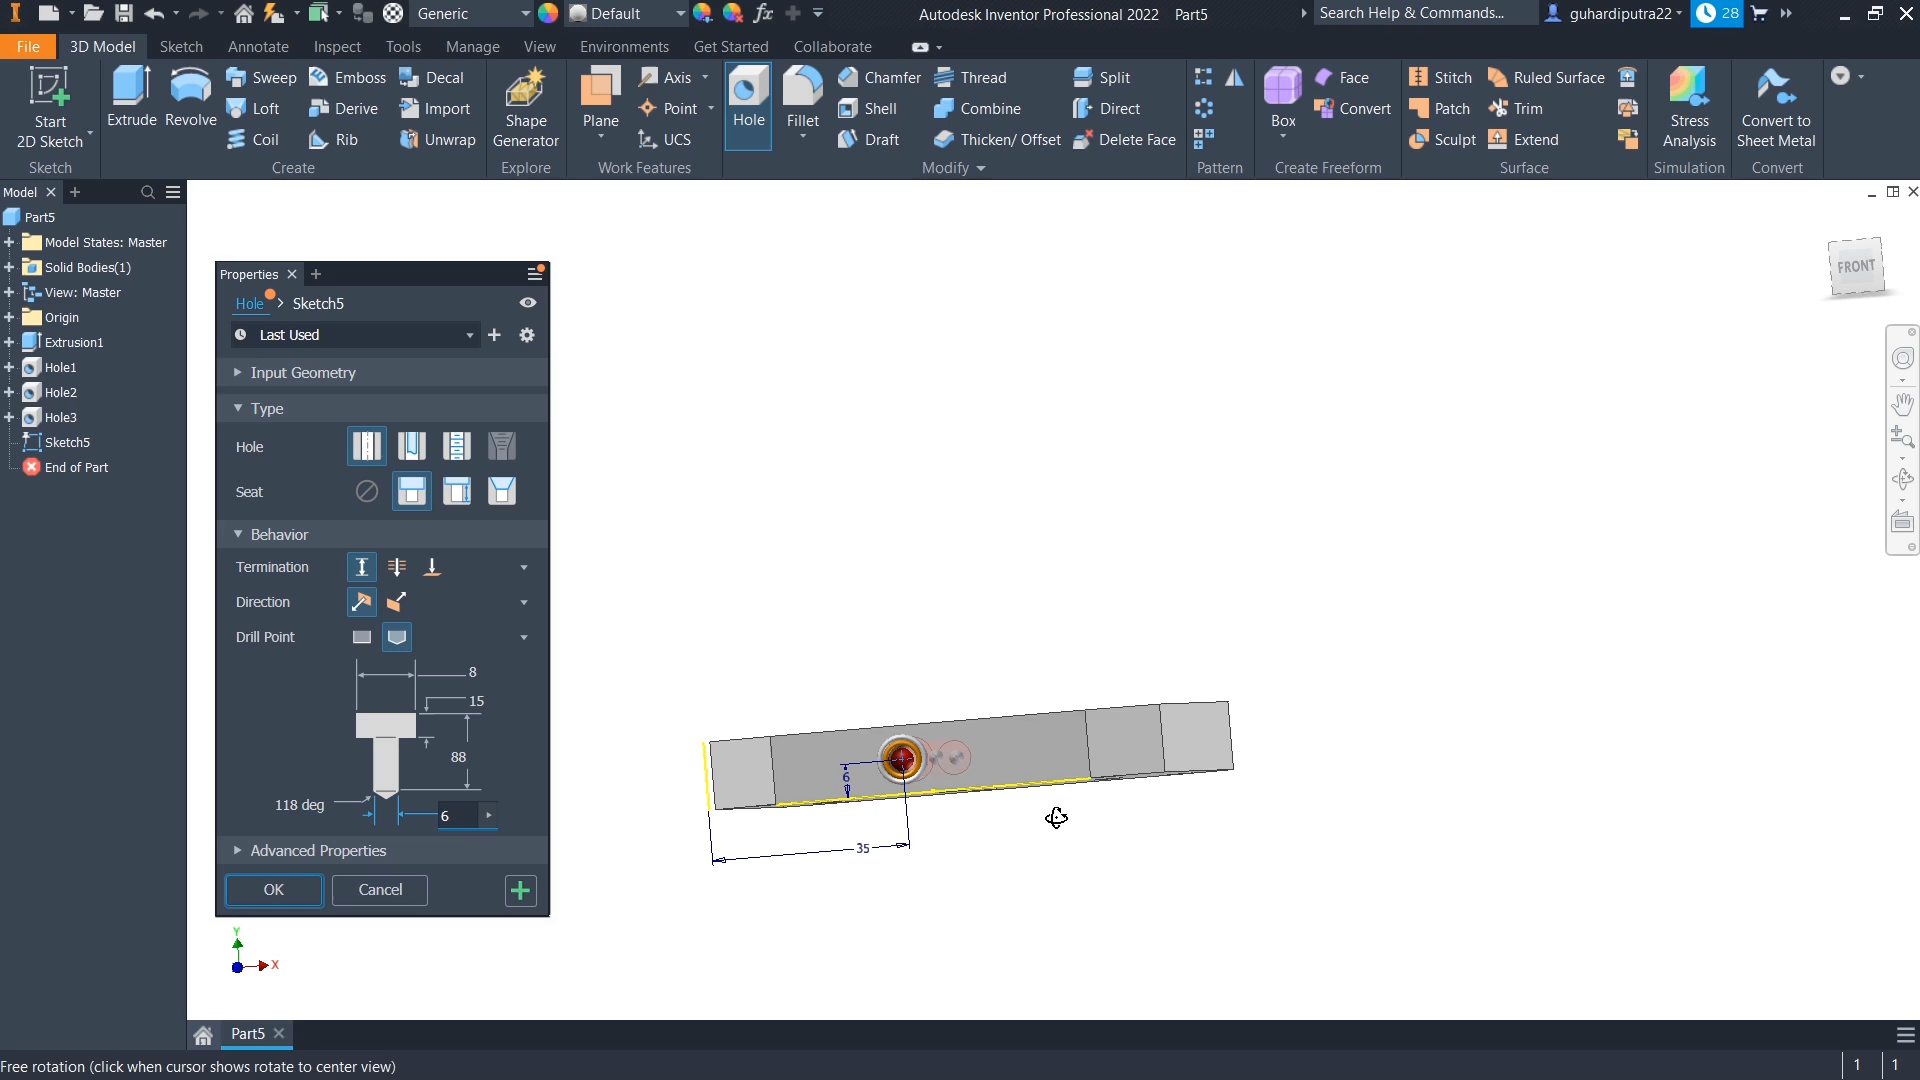 Generic
Default
Autodesk Inventor Professional 2022 Part5
Search Help & Commands...
guhardiputra22
28
File
3D Model
Sketch
Annotate
Inspect
Tools
Manage
View
Environments
Get Started
Collaborate
Start
2D Sketch
Extrude
Revolve
Sweep
Loft
Coil
Emboss
Derive
Rib
Decal
Import
Unwrap
Shape
Generator
Plane
Axis
Point
UCS
Hole
Fillet
Chamfer
Shell
Draft
Thread
Combine
Thicken/ Offset
Split
Direct
Delete Face
Box
Face
Convert
Stitch
Patch
Sculpt
Ruled Surface
Trim
Extend
Stress
Analysis
Convert to
Sheet Metal
Sketch
Create
Explore
Work Features
Modify
Pattern
Create Freeform
Surface
Simulation
Convert
Model
Part5
Model States: Master
Solid Bodies(1)
View: Master
Origin
Extrusion1
Hole1
Hole2
Hole3
Sketch5
End of Part
Properties
Hole > Sketch5
Last Used
Input Geometry
Type
Hole
Seat
Behavior
Termination
Direction
Drill Point
8
15
88
118 deg
6
Advanced Properties
OK
Cancel
FRONT
6
35
Y
X
Part5
Free rotation (click when cursor shows rotate to center view)
1
1